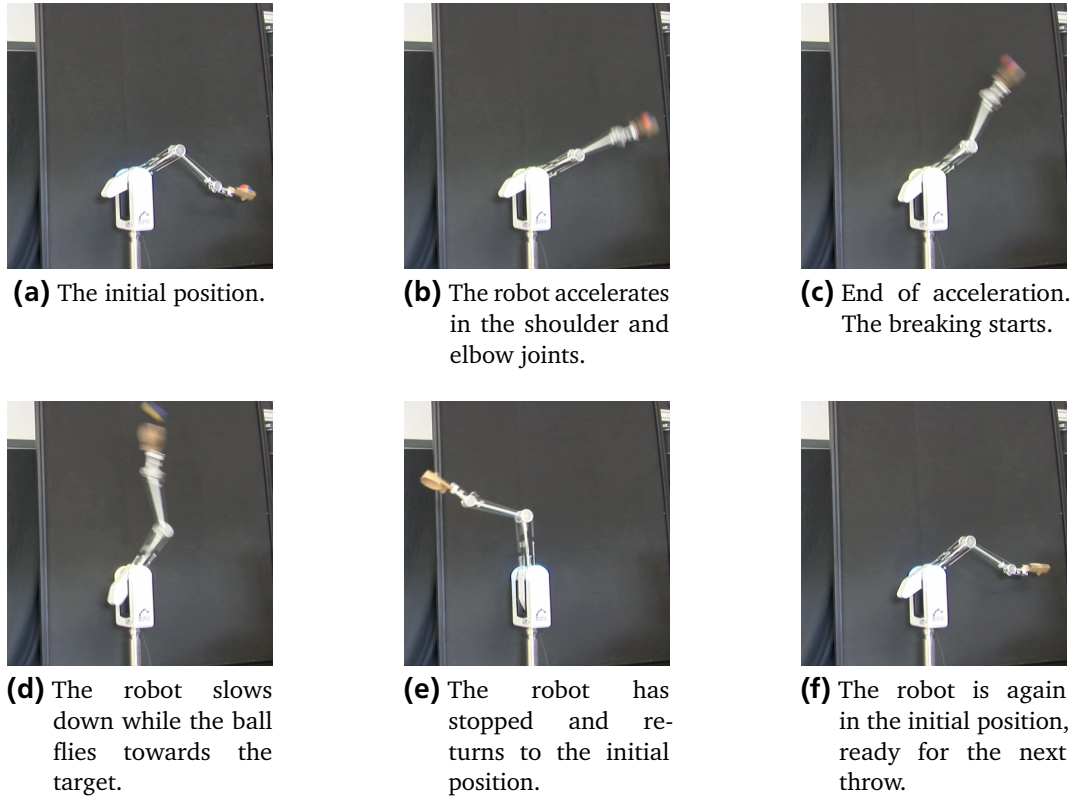 (a) The initial position.
(b) The robot accelerates
in the shoulder and
elbow joints.
(c) End of acceleration.
The breaking starts.
(d) The robot slows
down while the ball
flies towards the
target.
(e) The robot has
stopped and re-
turns to the initial
position.
(f) The robot is again
in the initial position,
ready for the next
throw.